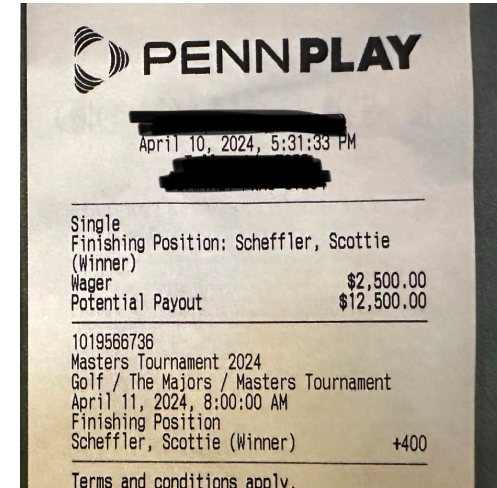 PENN PLAY
April 10, 2024, 5:31:33 PM
Single
Finishing Position: Scheffler, Scottie
(Winner)
Wager $2,500.00
Potential Payout $12,500.00
1019566736
Masters Tournament 2024
Golf / The Majors / Masters Tournament
April 11, 2024, 8:00:00 AM
Finishing Position
Scheffler, Scottie (Winner) +400
Terms and conditions apply.